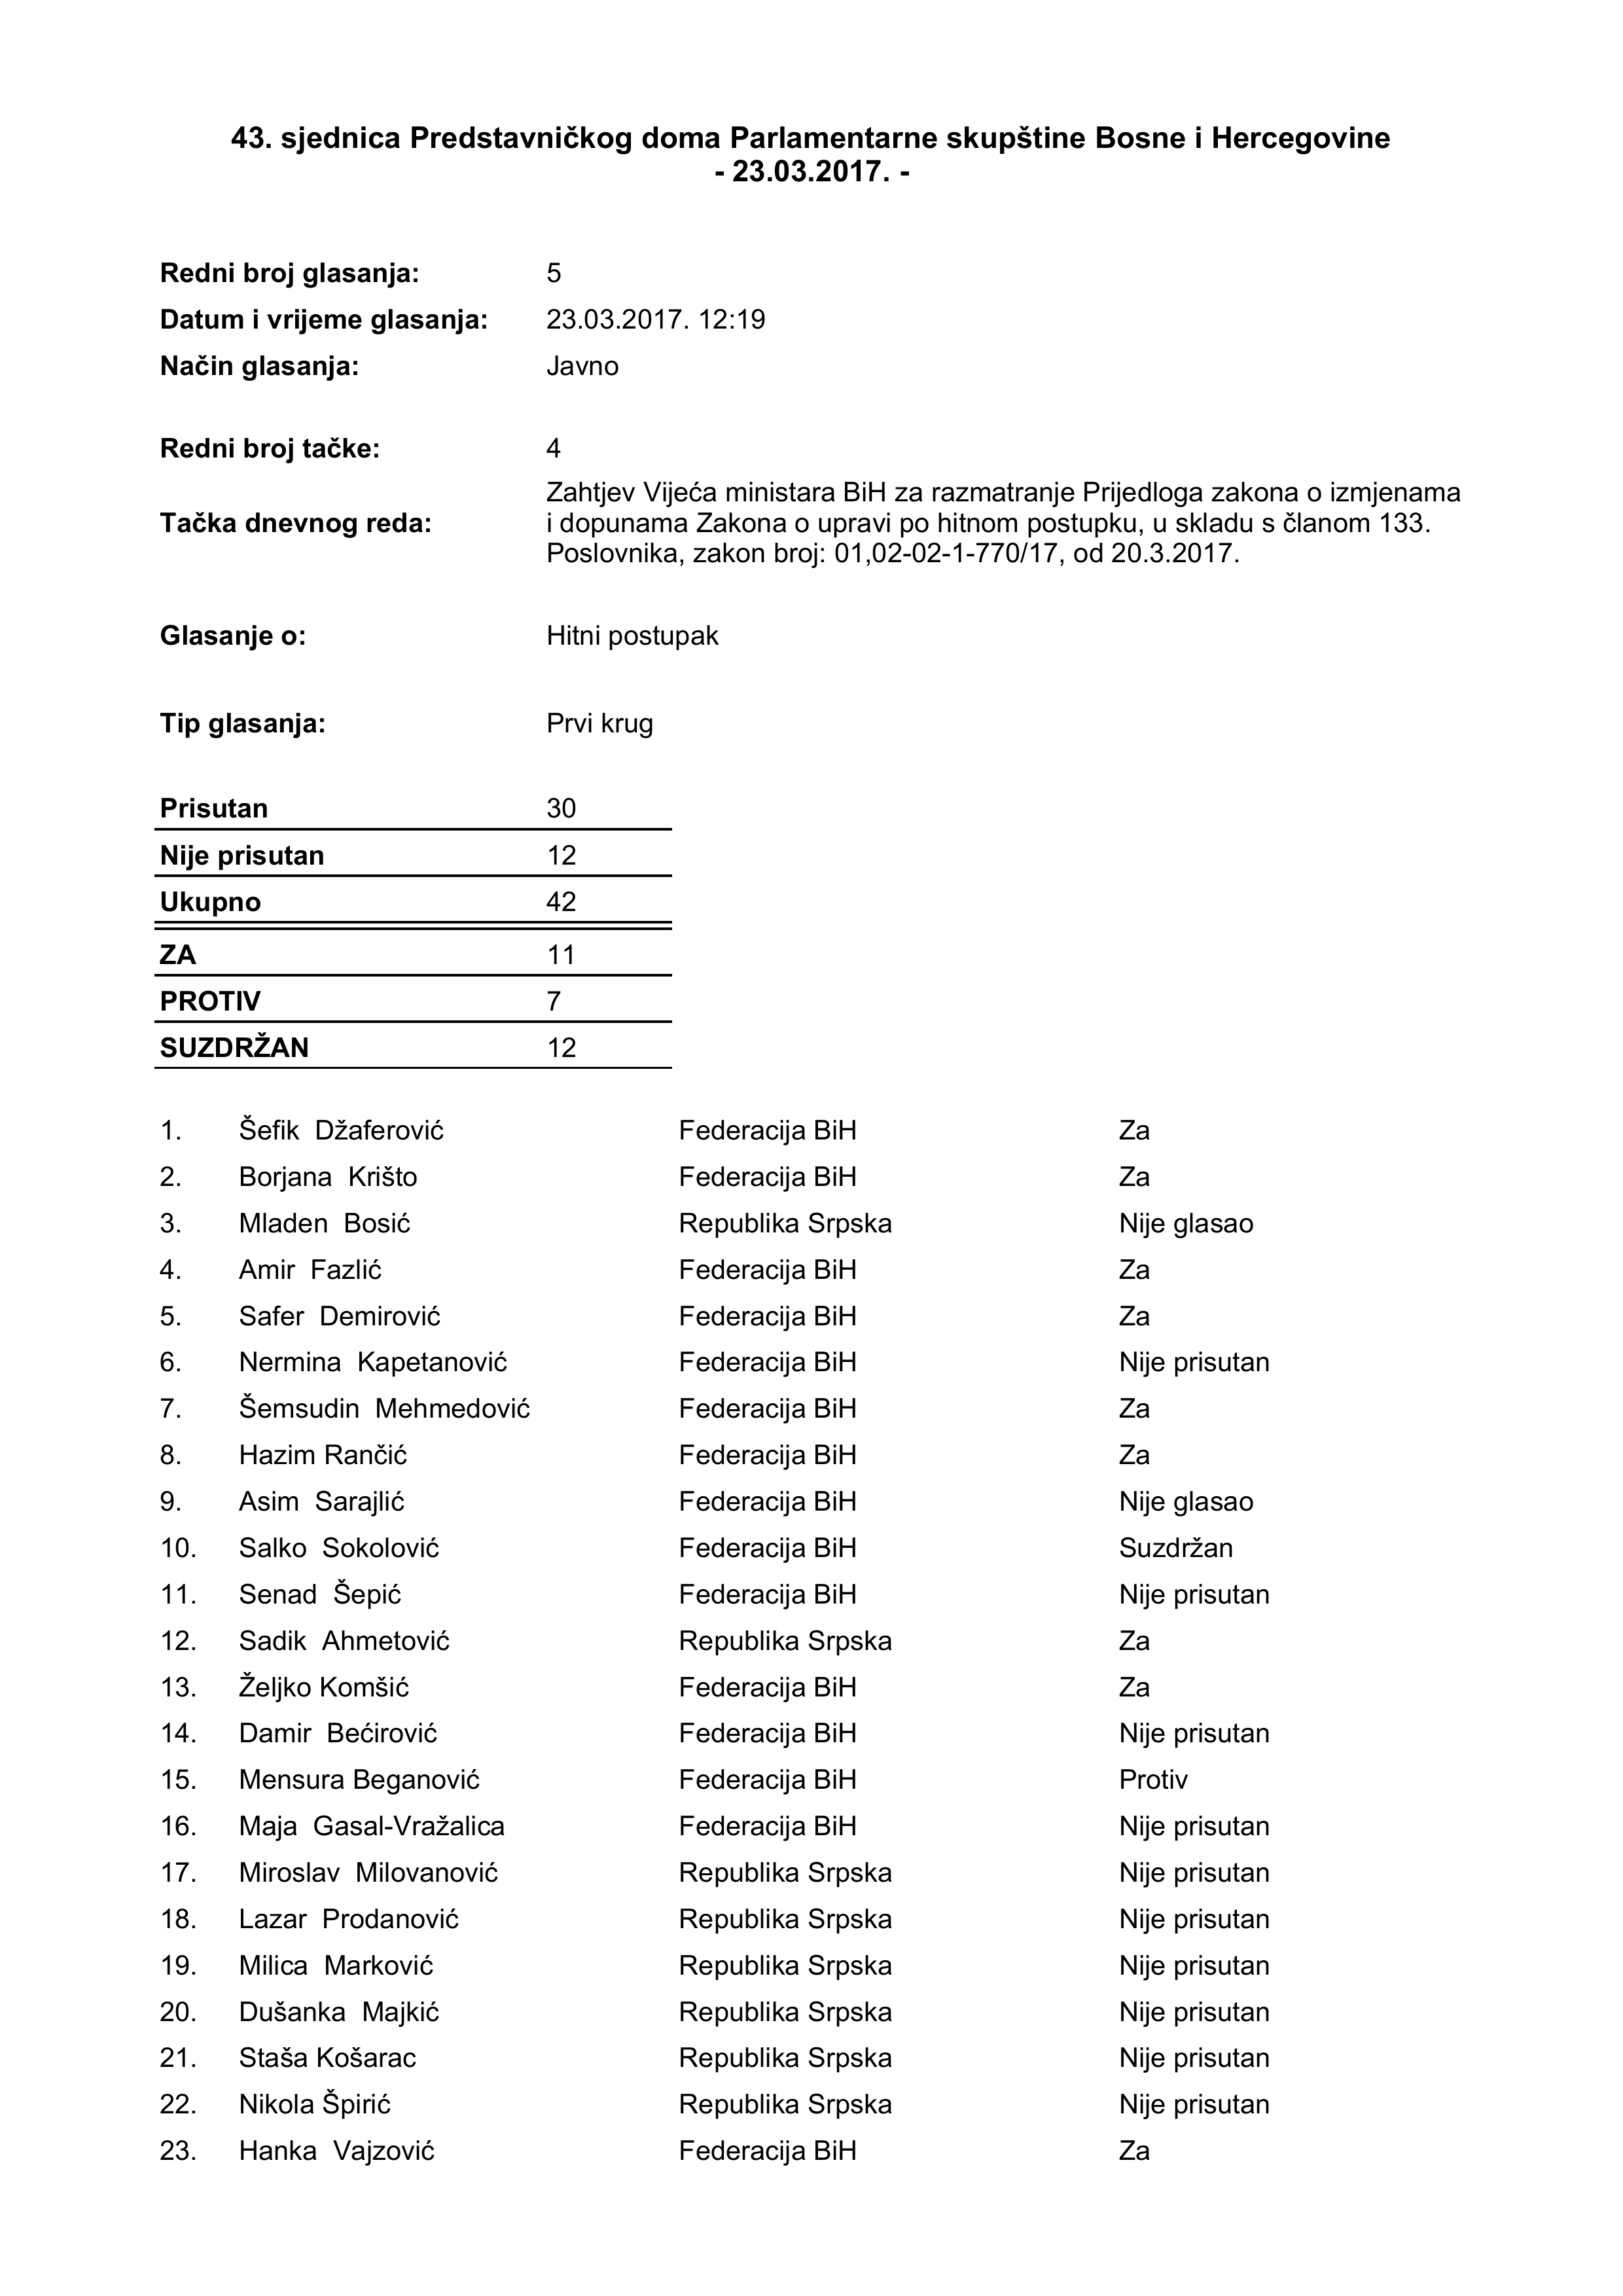 43. sjednica Predstavničkog doma Parlamentarne skupštine Bosne i Hercegovine
- 23.03.2017. -
Redni broj glasanja: 5
Datum i vrijeme glasanja: 23.03.2017. 12:19
Način glasanja: Javno
Redni broj tačke: 4
Zahtjev Vijeća ministara BiH za razmatranje Prijedloga zakona o izmjenama
Tačka dnevnog reda: i dopunama Zakona o upravi po hitnom postupku, u skladu s članom 133.
Poslovnika, zakon broj: 01,02-02-1-770/17, od 20.3.2017.
Glasanje o: Hitni postupak
Tip glasanja: Prvi krug
Prisutan 30
Nije prisutan 12
Ukupno 42
ZA 11
PROTIV 7
SUZDRŽAN 12
1. Šefik Džaferović Federacija BiH Za
2. Borjana Krišto Federacija BiH Za
3. Mladen Bosić Republika Srpska Nije glasao
4. Amir Fazlić Federacija BiH Za
5. Safer Demirović Federacija BiH Za
6. Nermina Kapetanović Federacija BiH Nije prisutan
7. Šemsudin Mehmedović Federacija BiH Za
8. Hazim Rančić Federacija BiH Za
9. Asim Sarajlić Federacija BiH Nije glasao
10. Salko Sokolović Federacija BiH Suzdržan
11. Senad Šepić Federacija BiH Nije prisutan
12. Sadik Ahmetović Republika Srpska Za
13. Željko Komšić Federacija BiH Za
14. Damir Bećirović Federacija BiH Nije prisutan
15. Mensura Beganović Federacija BiH Protiv
16. Maja Gasal-Vražalica Federacija BiH Nije prisutan
17. Miroslav Milovanović Republika Srpska Nije prisutan
18. Lazar Prodanović Republika Srpska Nije prisutan
19. Milica Marković Republika Srpska Nije prisutan
20. Dušanka Majkić Republika Srpska Nije prisutan
21. Staša Košarac Republika Srpska Nije prisutan
22. Nikola Špirić Republika Srpska Nije prisutan
23. Hanka Vajzović Federacija BiH Za